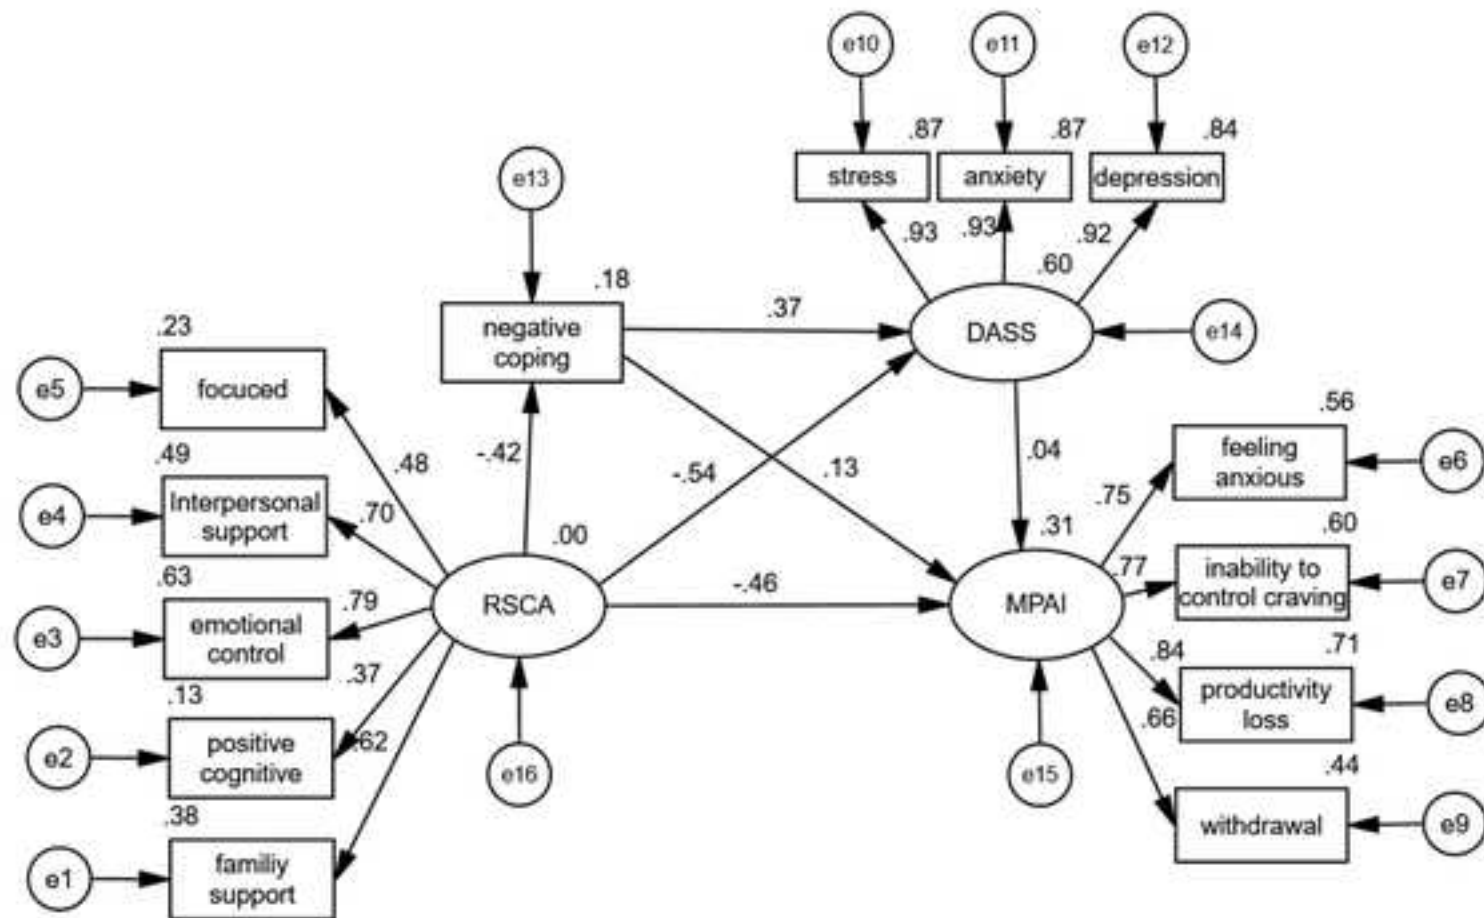 e10
e11
e12
.87
.87
.84
stress
anxiety
depression
e13
.93
.93
.92
.60
.18
negative
coping
.37
DASS
e14
.23
e5
focuced
.48
-.42
-.54
.13
.04
.56
feeling
anxious
e6
.75
.49
e4
Interpersonal
support
.70
.00
.31
.60
.77
inability to
control craving
e7
.63
e3
emotional
control
.79
RSCA
-.46
MPAI
.37
.84
.71
productivity
loss
e8
.13
e2
positive
cognitive
.62
.66
e16
e15
.44
withdrawal
e9
.38
e1
familiy
support